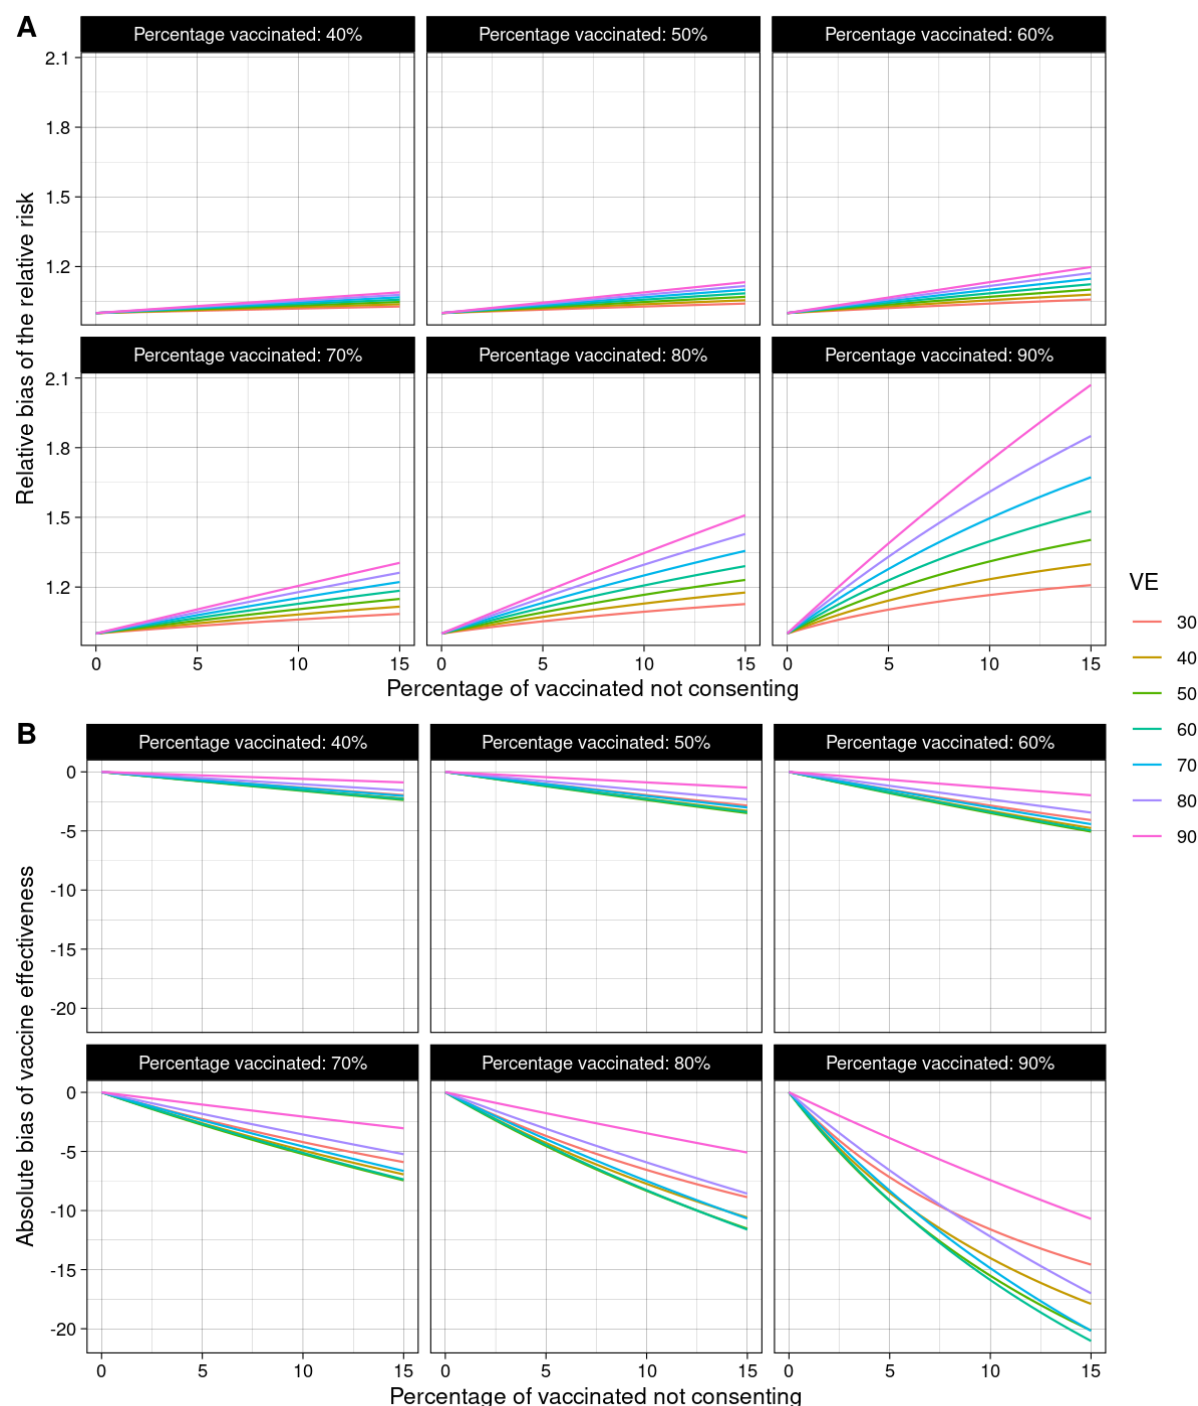 A
Percentage vaccinated: 40%
Percentage vaccinated: 50%
Percentage vaccinated: 60%
2.1
1.8
1.5
1.2
Relative bias of the relative risk
Percentage vaccinated: 70%
Percentage vaccinated: 80%
Percentage vaccinated: 90%
2.1
1.8
1.5
1.2
0 5 10 15
0 5 10 15
0 5 10 15
Percentage of vaccinated not consenting
VE
30
40
50
60
70
80
90
B
Percentage vaccinated: 40%
Percentage vaccinated: 50%
Percentage vaccinated: 60%
0
-5
-10
-15
-20
Absolute bias of vaccine effectiveness
Percentage vaccinated: 70%
Percentage vaccinated: 80%
Percentage vaccinated: 90%
0
-5
-10
-15
-20
0 5 10 15
0 5 10 15
0 5 10 15
Percentage of vaccinated not consenting